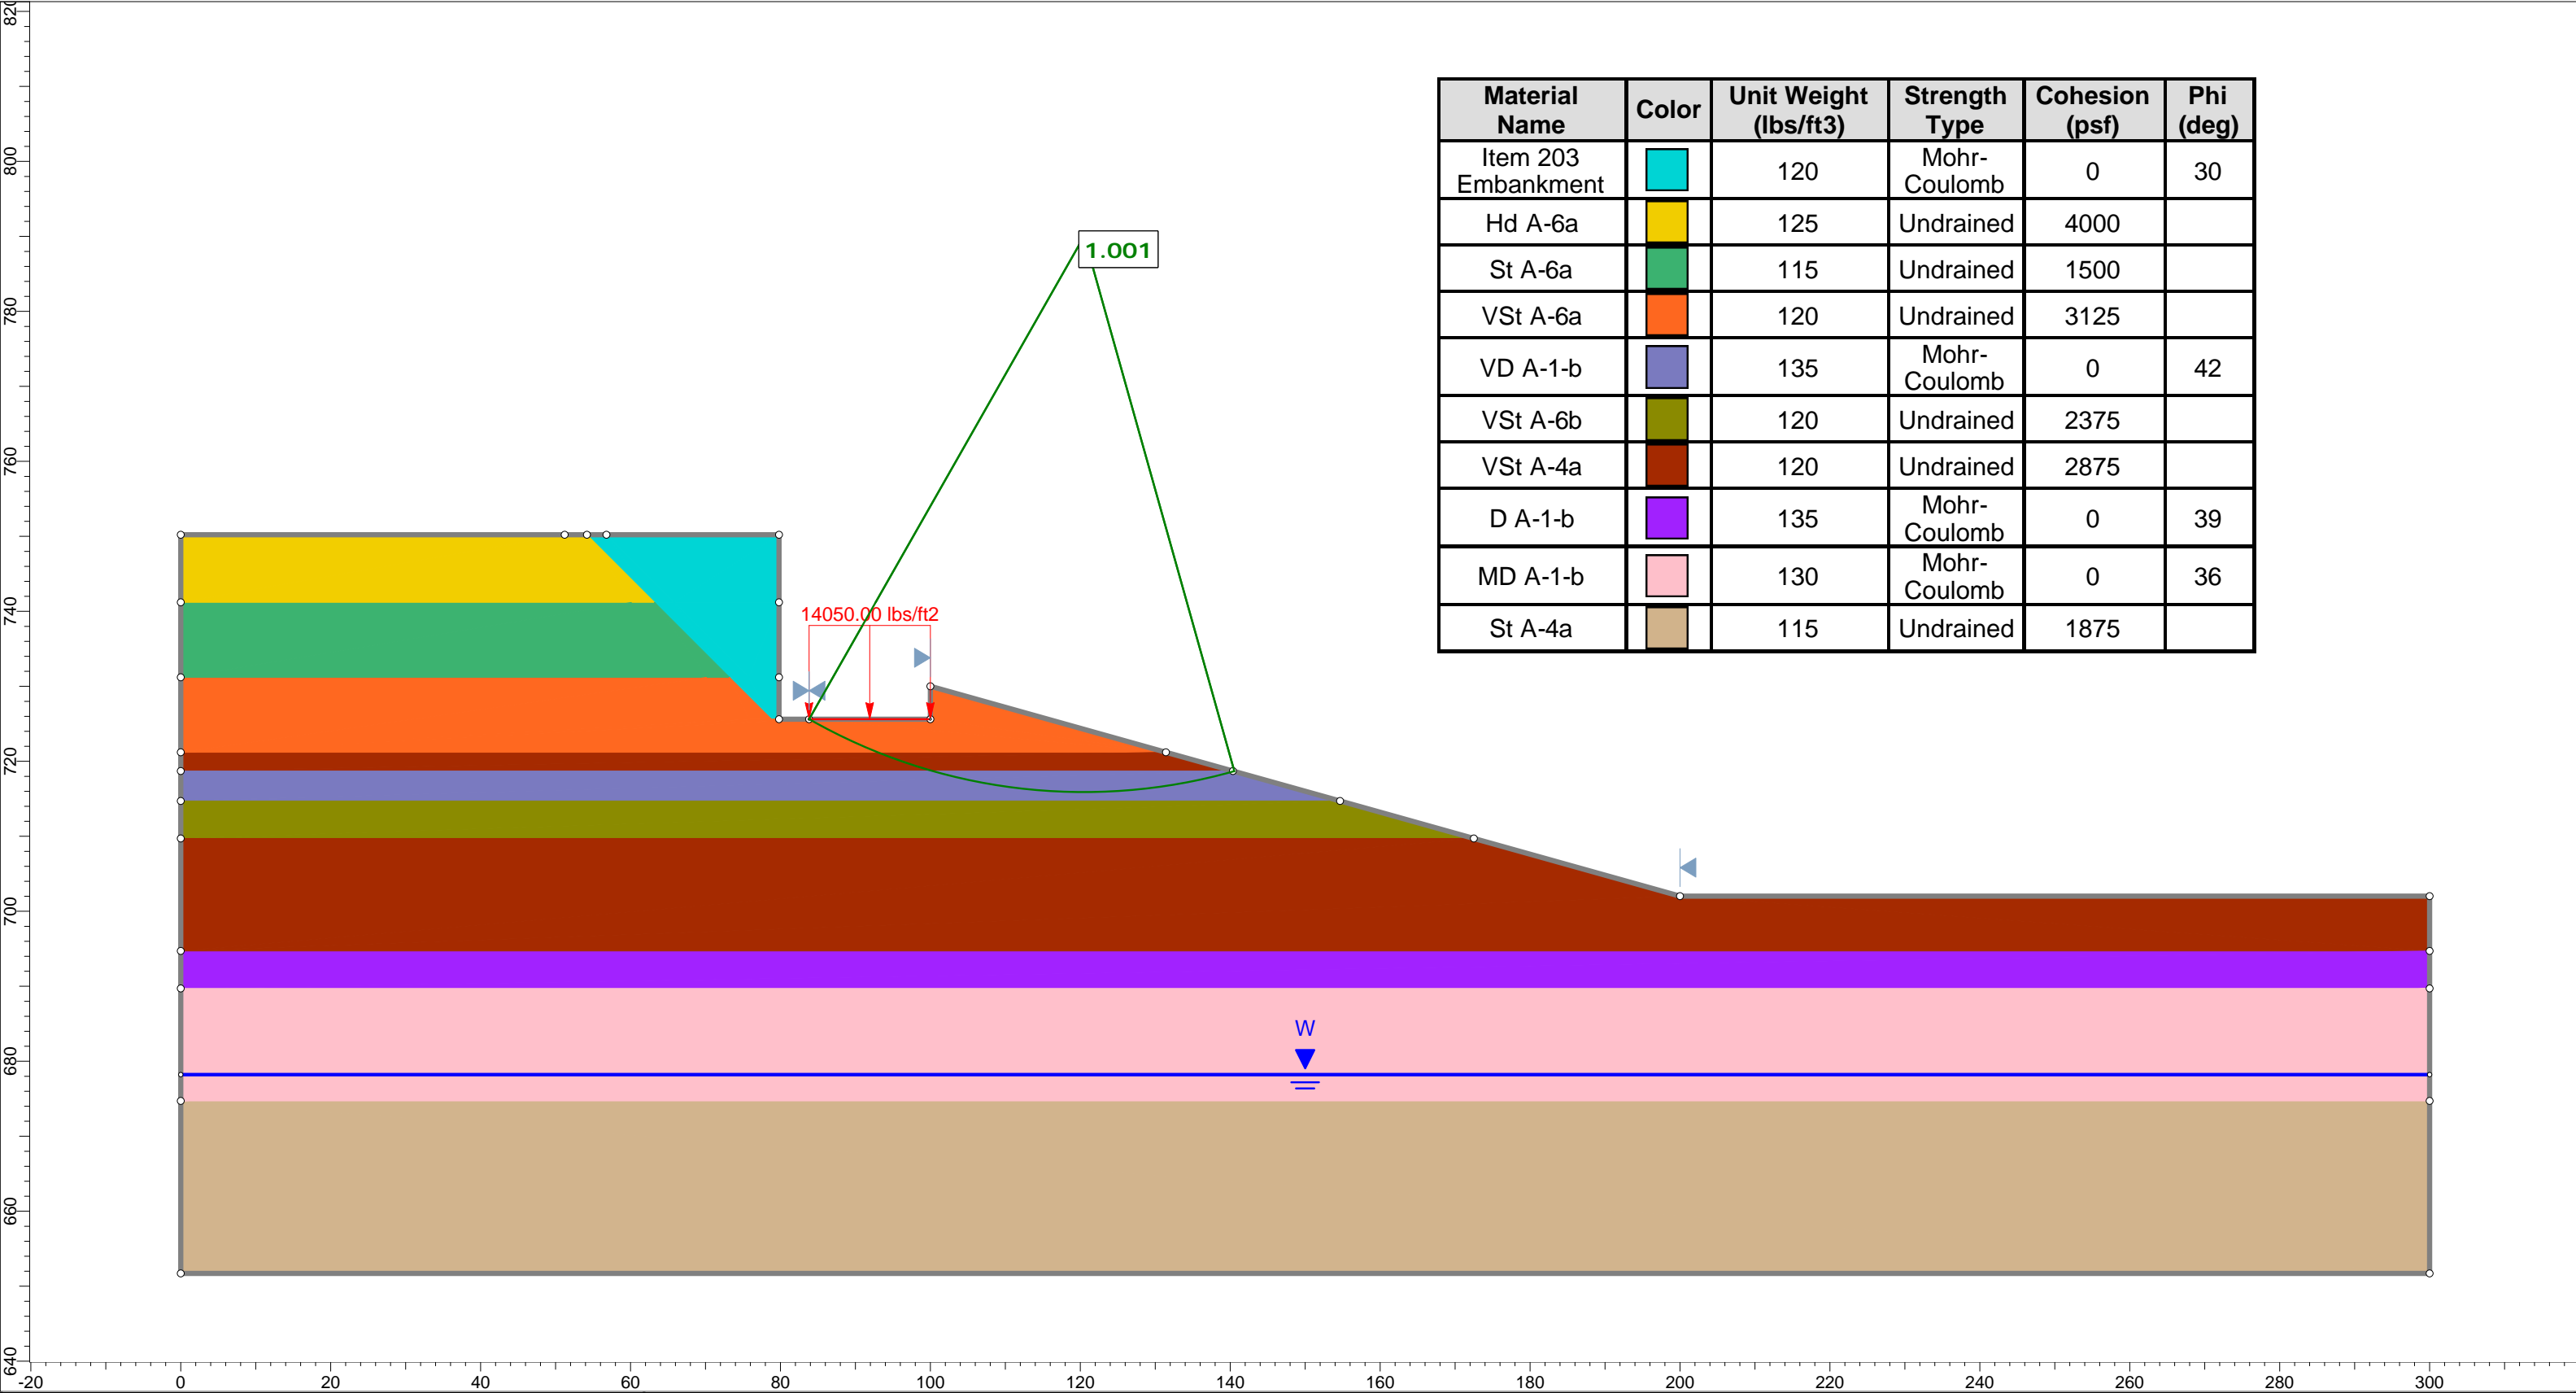 820
800
780
760
740
720
700
680
660
640
-20 0 20 40 60 80 100 120 140 160 180 200 220 240 260 280 300
1.001
14050.00 lbs/ft2
W
Material Name Color Unit Weight (lbs/ft3) Strength Type Cohesion (psf) Phi (deg)
Item 203 Embankment 120 Mohr-Coulomb 0 30
Hd A-6a 125 Undrained 4000
St A-6a 115 Undrained 1500
VSt A-6a 120 Undrained 3125
VD A-1-b 135 Mohr-Coulomb 0 42
VSt A-6b 120 Undrained 2375
VSt A-4a 120 Undrained 2875
D A-1-b 135 Mohr-Coulomb 0 39
MD A-1-b 130 Mohr-Coulomb 0 36
St A-4a 115 Undrained 1875